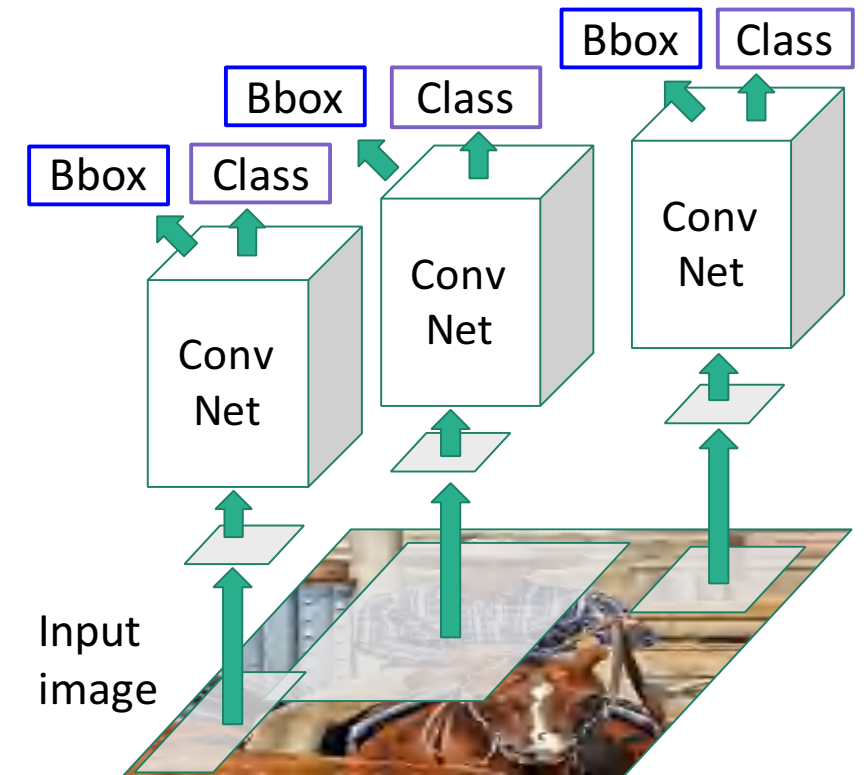 Bbox Class
Bbox Class
Bbox Class
Conv
Net
Conv
Net
Conv
Net
Input
image